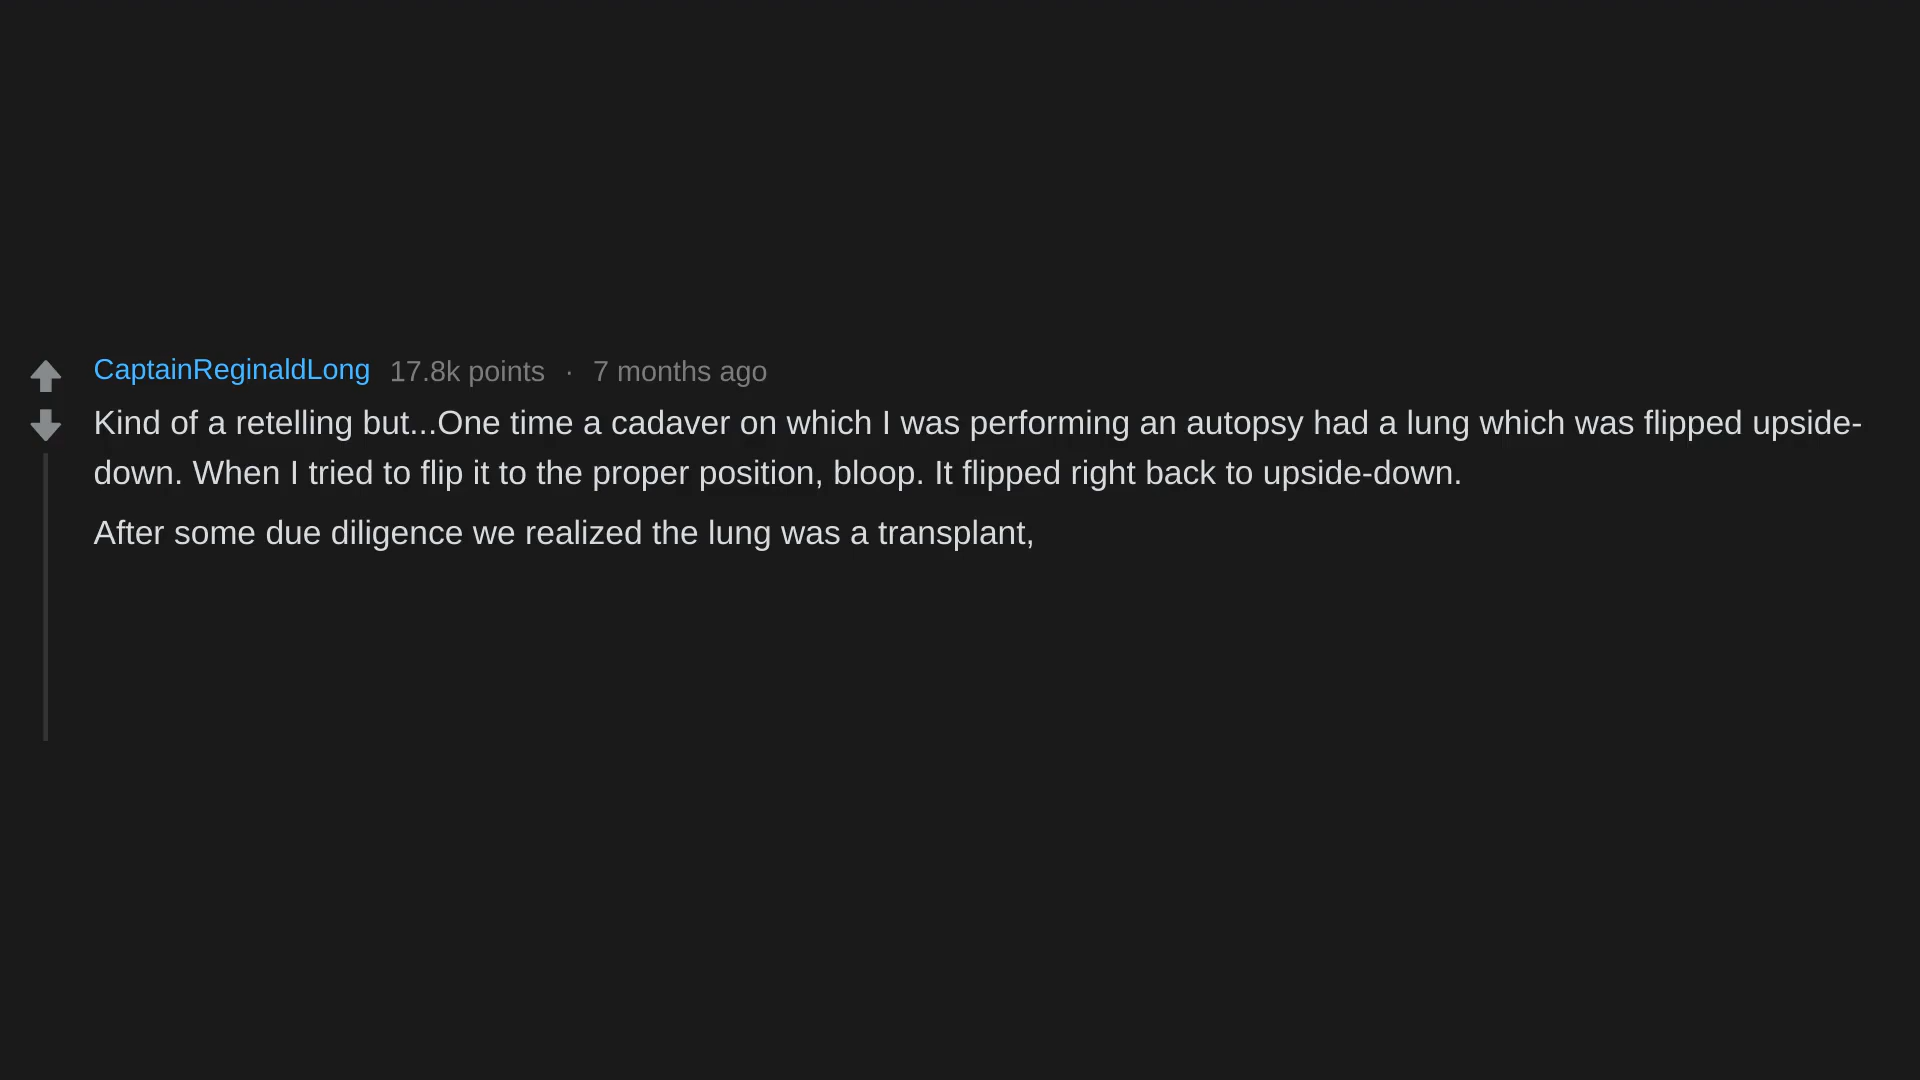 CaptainReginaldLong 17.8k points · 7 months ago
Kind of a retelling but...One time a cadaver on which I was performing an autopsy had a lung which was flipped upside-
down. When I tried to flip it to the proper position, bloop. It flipped right back to upside-down.
After some due diligence we realized the lung was a transplant,